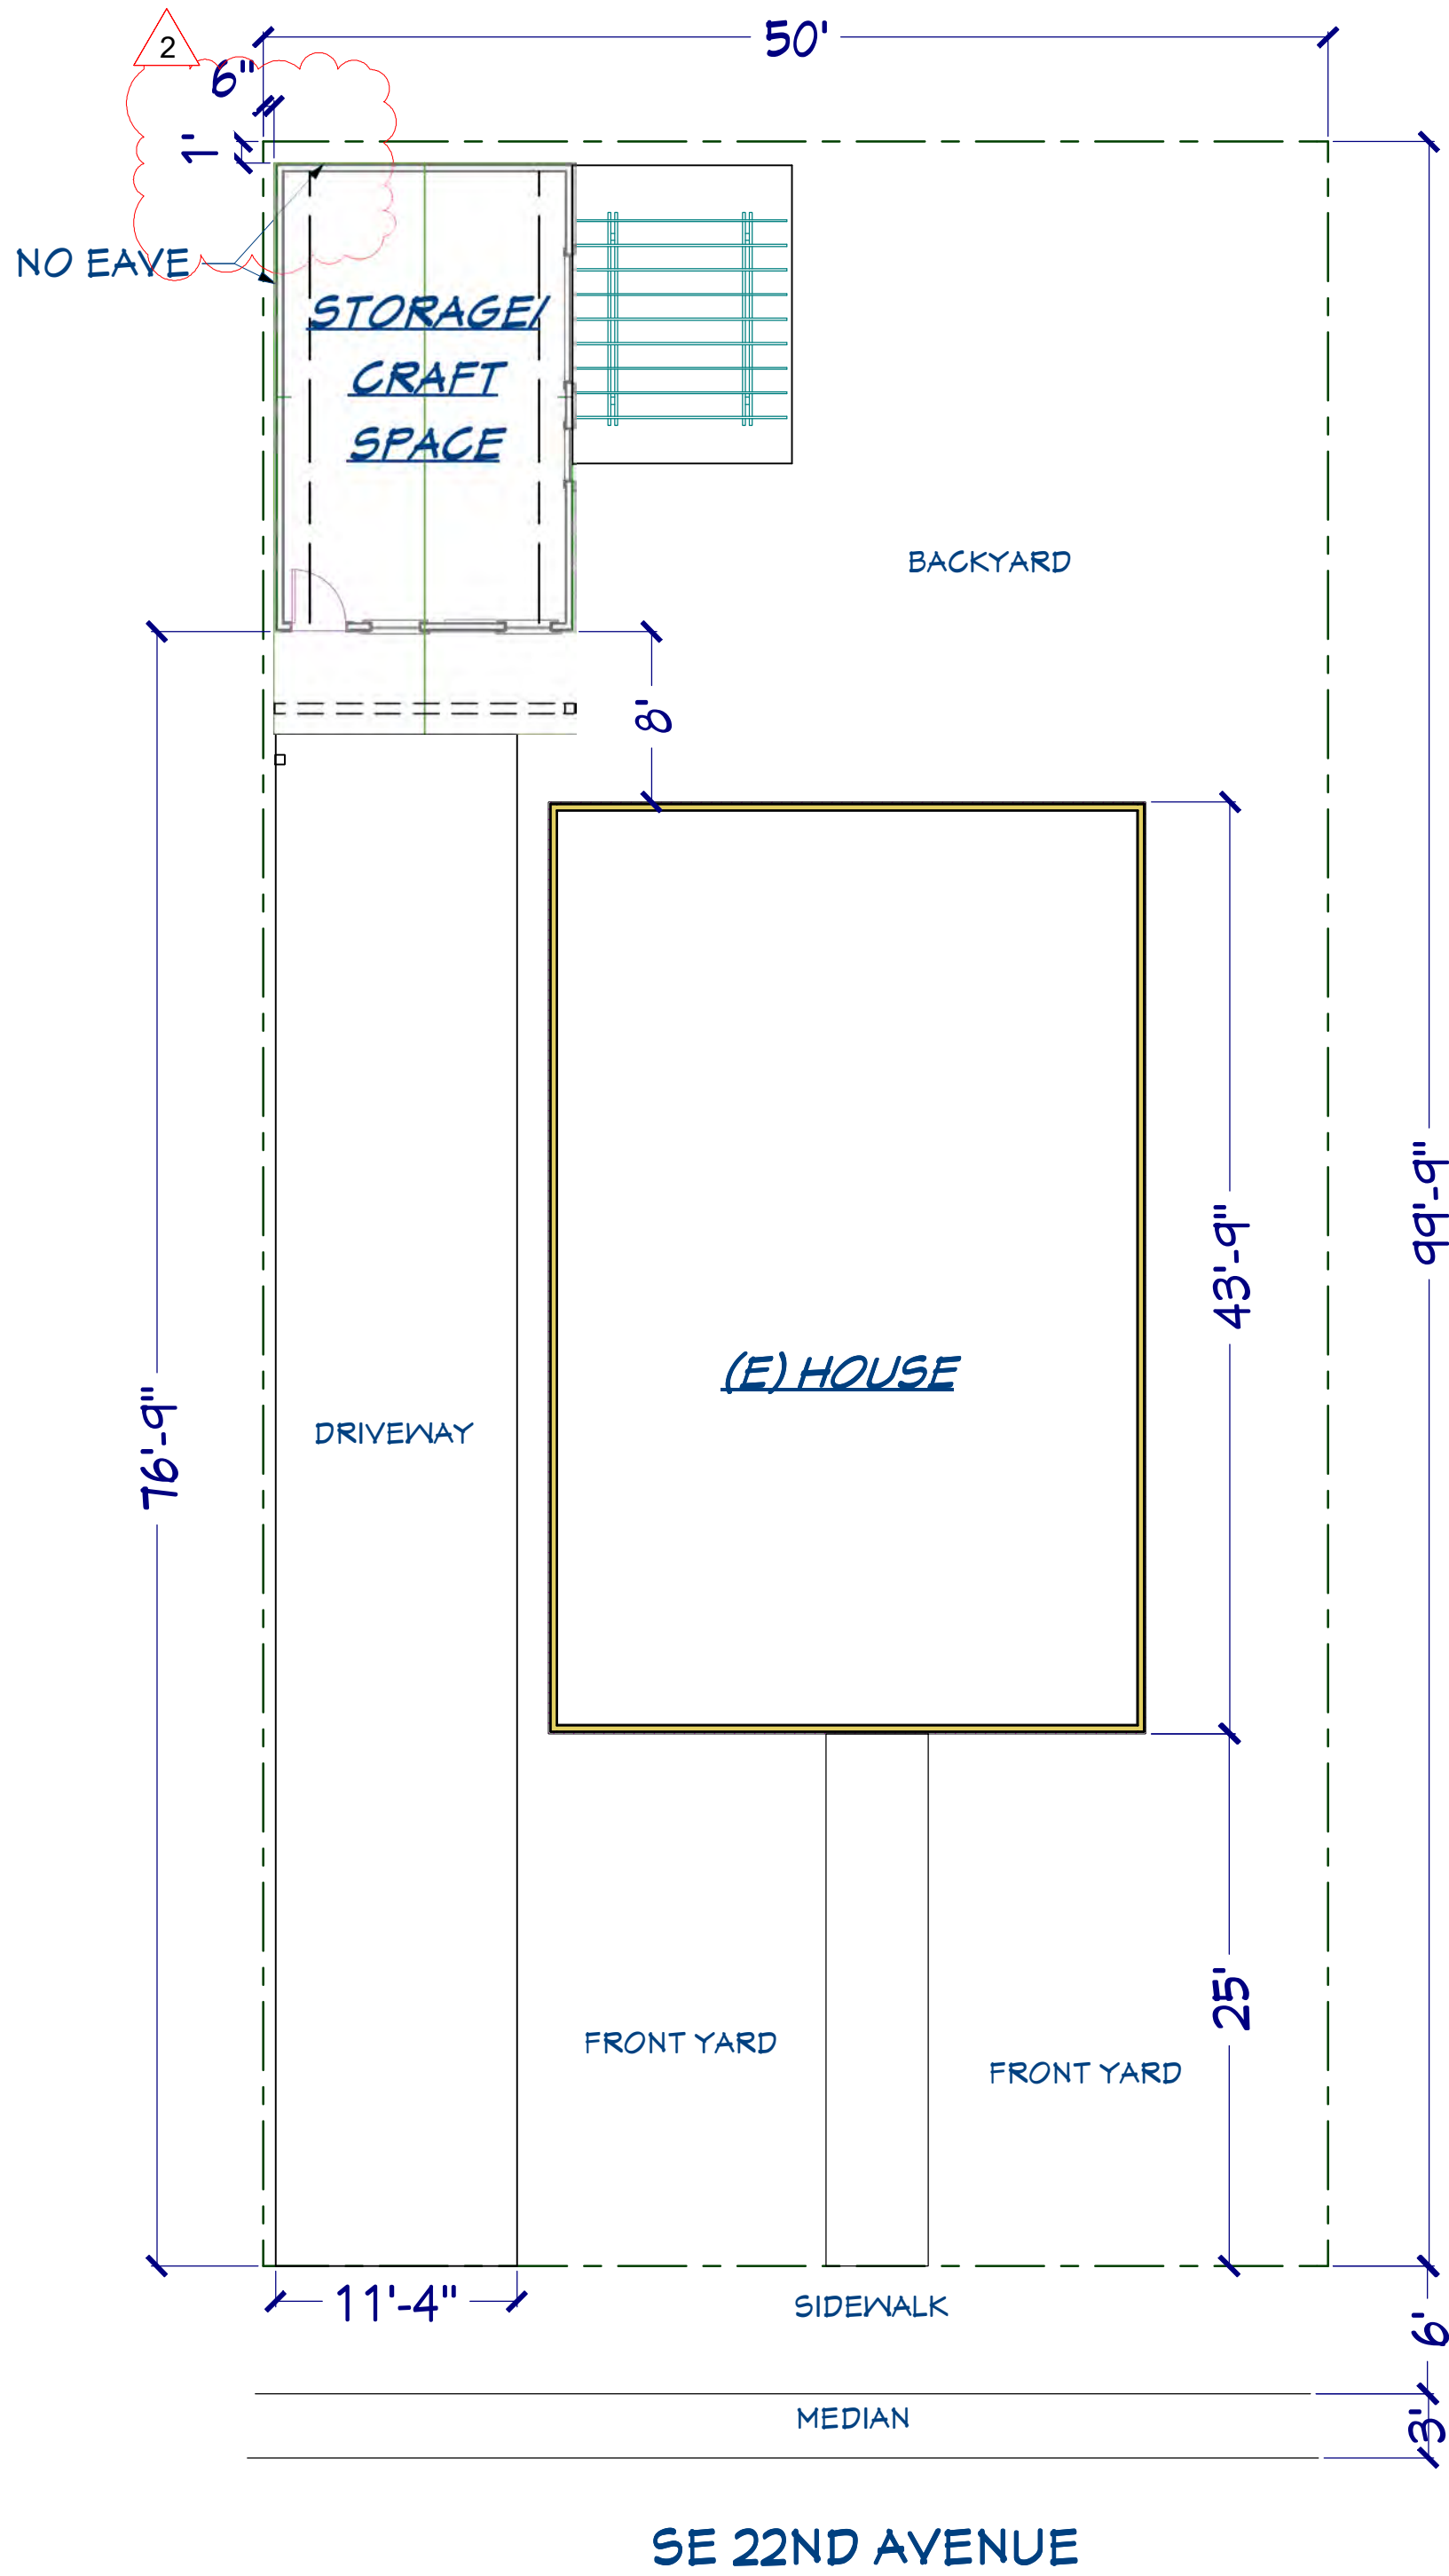 2
50'
6"
1'
NO EAVE
STORAGE/
CRAFT
SPACE
BACKYARD
8'
99'-9"
43'-9"
(E) HOUSE
76'-9"
DRIVEWAY
25'
FRONT YARD
FRONT YARD
11'-4"
SIDEWALK
6'
MEDIAN
3'
SE 22ND AVENUE